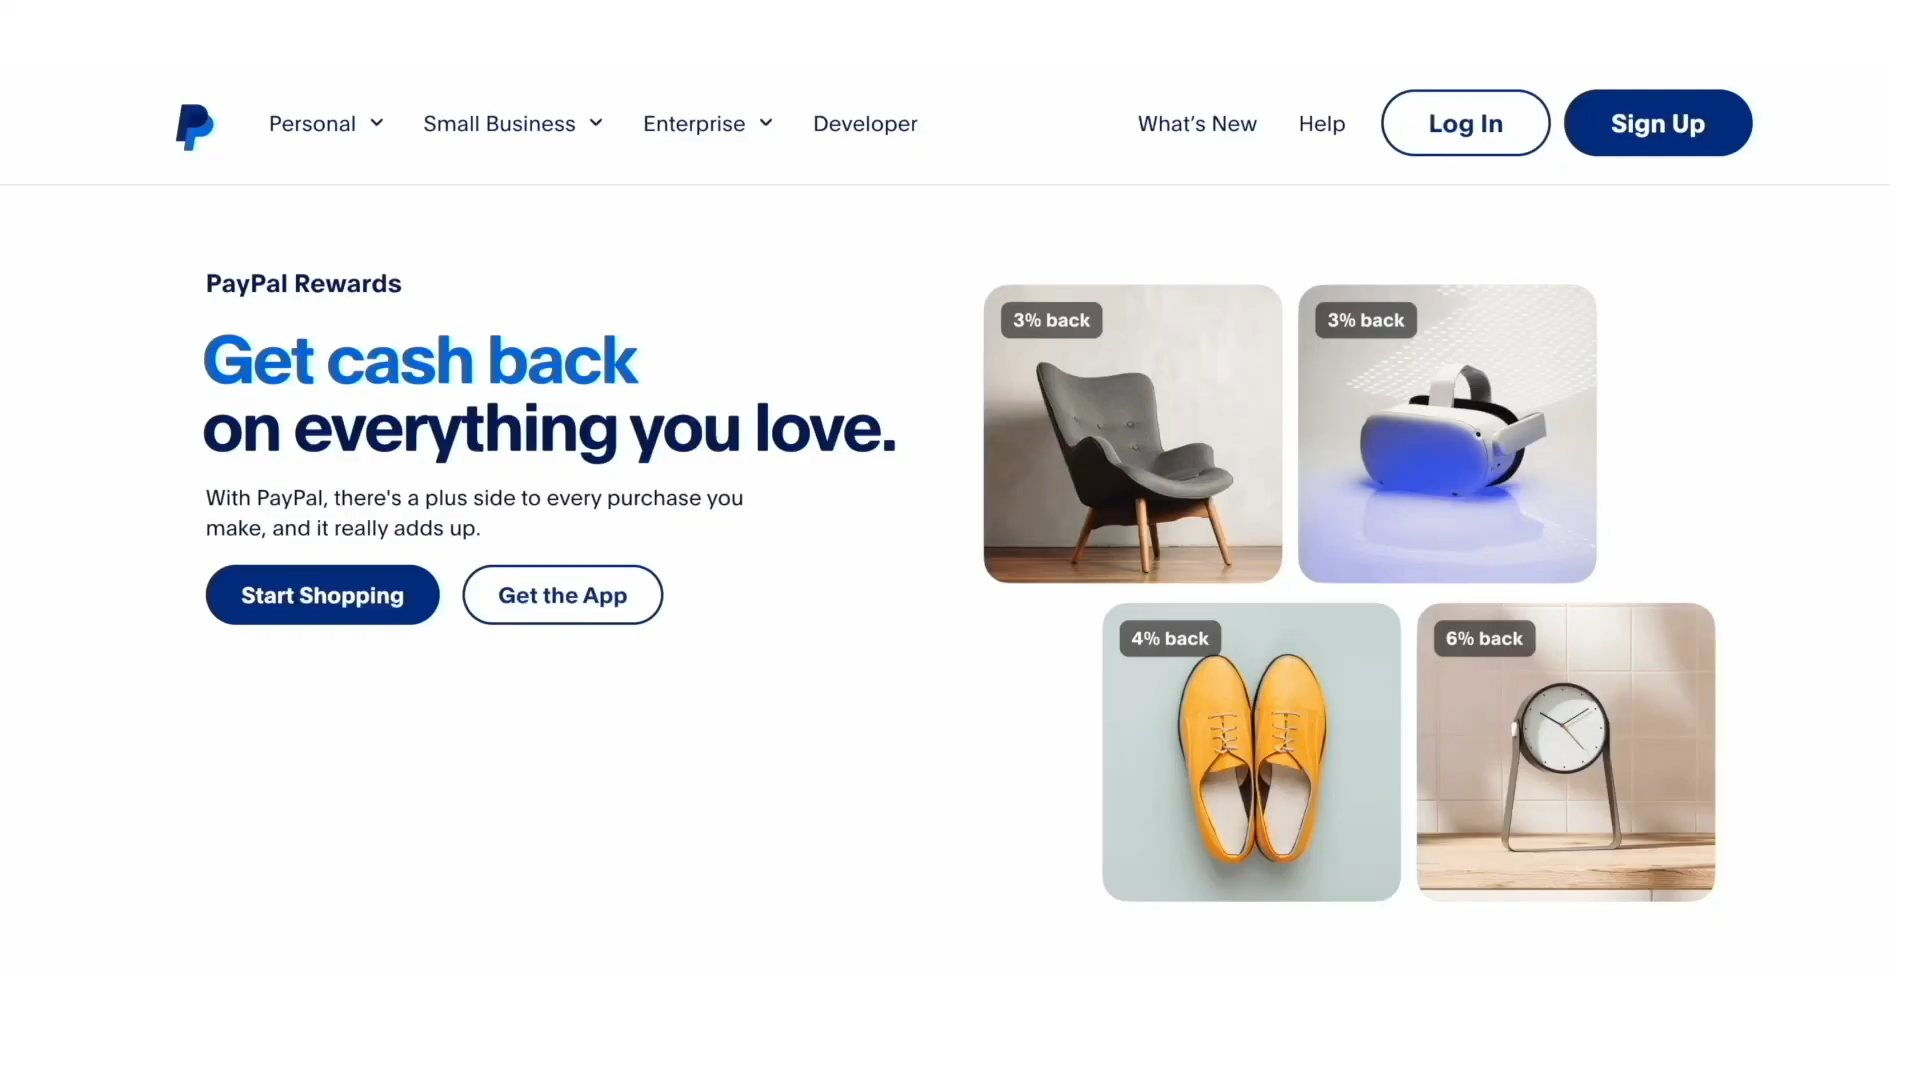 Personal
Small Business
Enterprise
Developer
What’s New
Help
Log In
Sign Up
PayPal Rewards
Get cash back
on everything you love.
With PayPal, there's a plus side to every purchase you
make, and it really adds up.
Start Shopping
Get the App
3% back
3% back
4% back
6% back